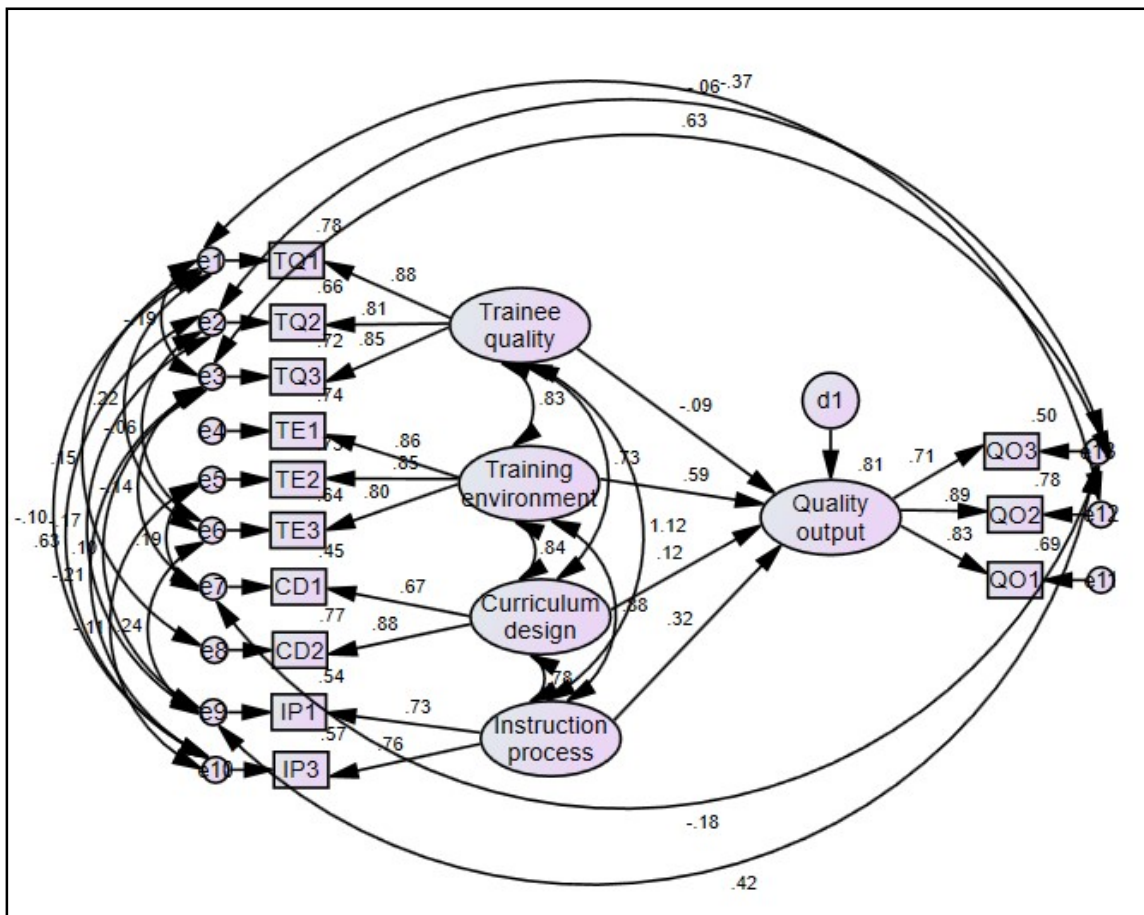 -.06
-.37
.63
.78
e1
TQ1
.88
.66
-.19
e2
TQ2
.81
Trainee
quality
.72
.85
e3
TQ3
.74
.83
-.09
d1
.22
-.06
e4
TE1
.86
.73
.50
.71
QO3
e13
.15
-.14
e5
TE2
.85
Training
environment
.59
.81
.78
.64
.80
Quality
output
.89
QO2
e12
-.10
.17
.63
.10
.19
e6
TE3
.45
.84
1.12
.12
.83
.69
-.21
e7
CD1
.67
QO1
e11
.77
Curriculum
design
.88
.32
-.11
.24
e8
CD2
.88
.54
.78
e9
IP1
.73
.57
Instruction
process
.76
e10
IP3
-.18
.42